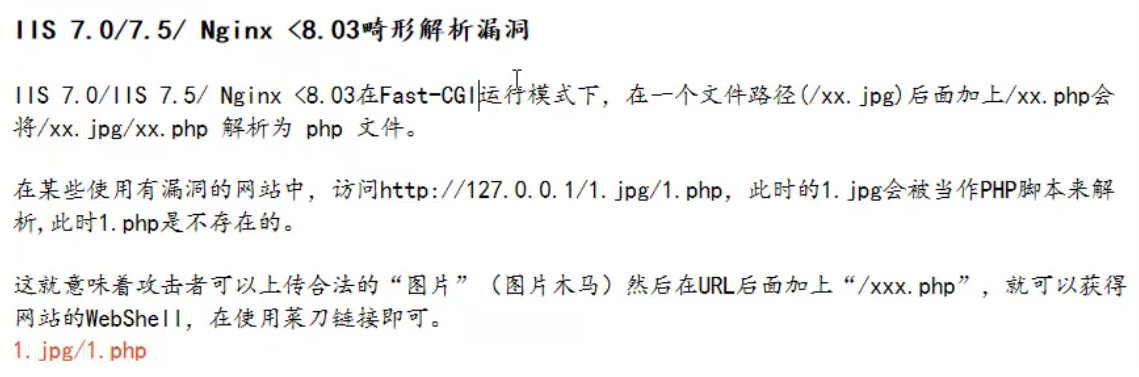 IIS 7.0/7.5/ Nginx <8.03畸形解析漏洞
IIS 7.0/IIS 7.5/ Nginx <8.03在Fast-CGI运行模式下，在一个文件路径(/xx.jpg)后面加上/xx.php会
将/xx.jpg/xx.php 解析为 php 文件。
在某些使用有漏洞的网站中，访问http://127.0.0.1/1.jpg/1.php，此时的1.jpg会被当作PHP脚本来解
析,此时1.php是不存在的。
这就意味着攻击者可以上传合法的“图片”（图片木马）然后在URL后面加上“/xxx.php”，就可以获得
网站的WebShell，在使用菜刀链接即可。
1.jpg/1.php